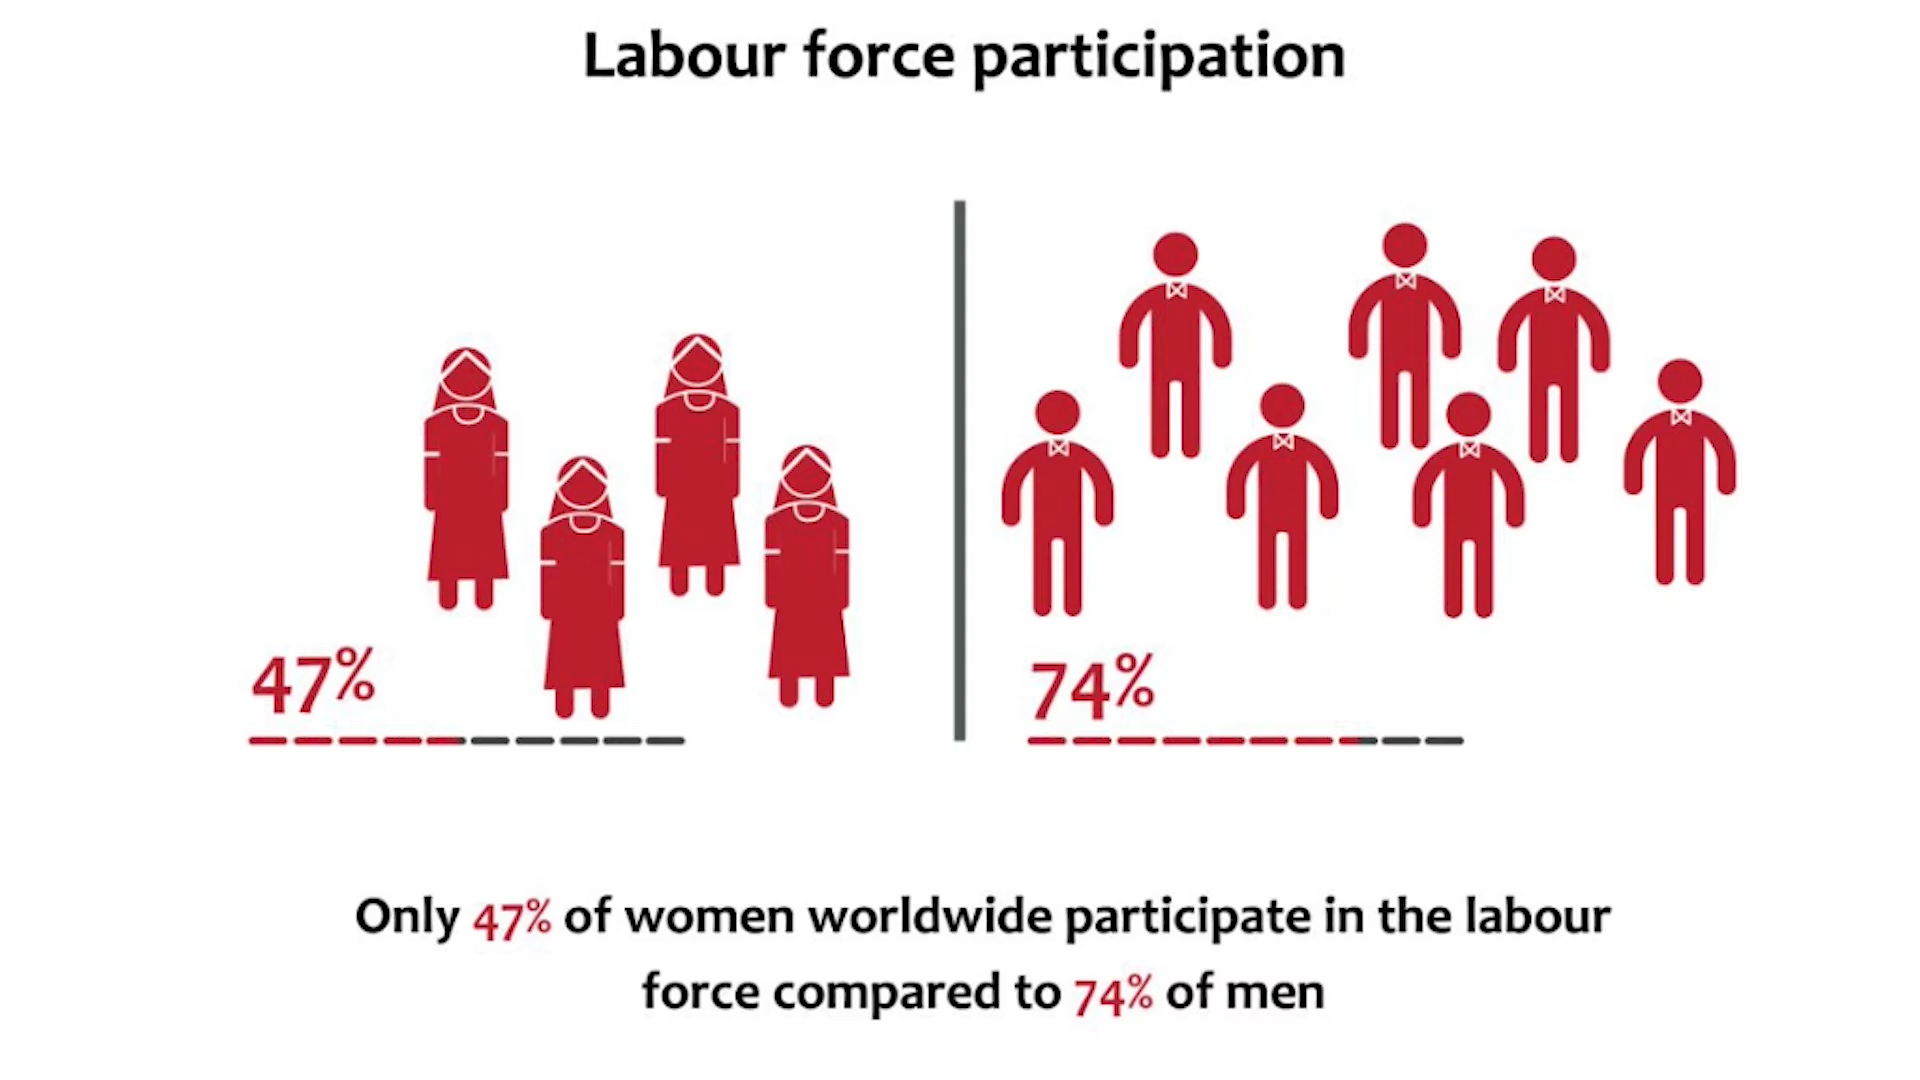 Labour force participation
47%
74%
Only 47% of women worldwide participate in the labour
force compared to 74% of men